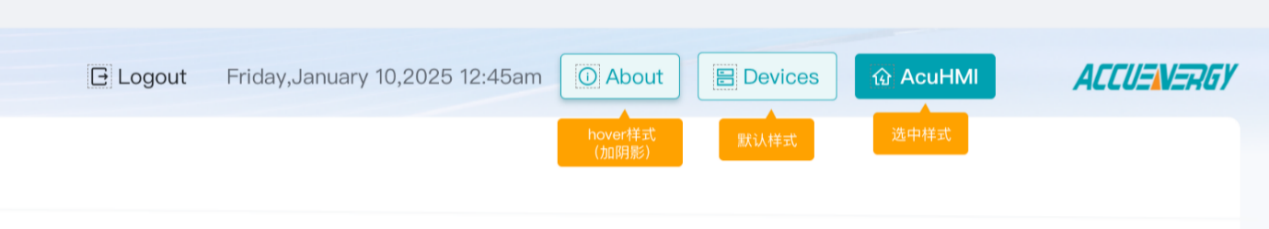 Logout
Friday,January 10,2025 12:45am
About
Devices
AcuHMI
ACCUENERGY
hover样式
（加阴影）
默认样式
选中样式